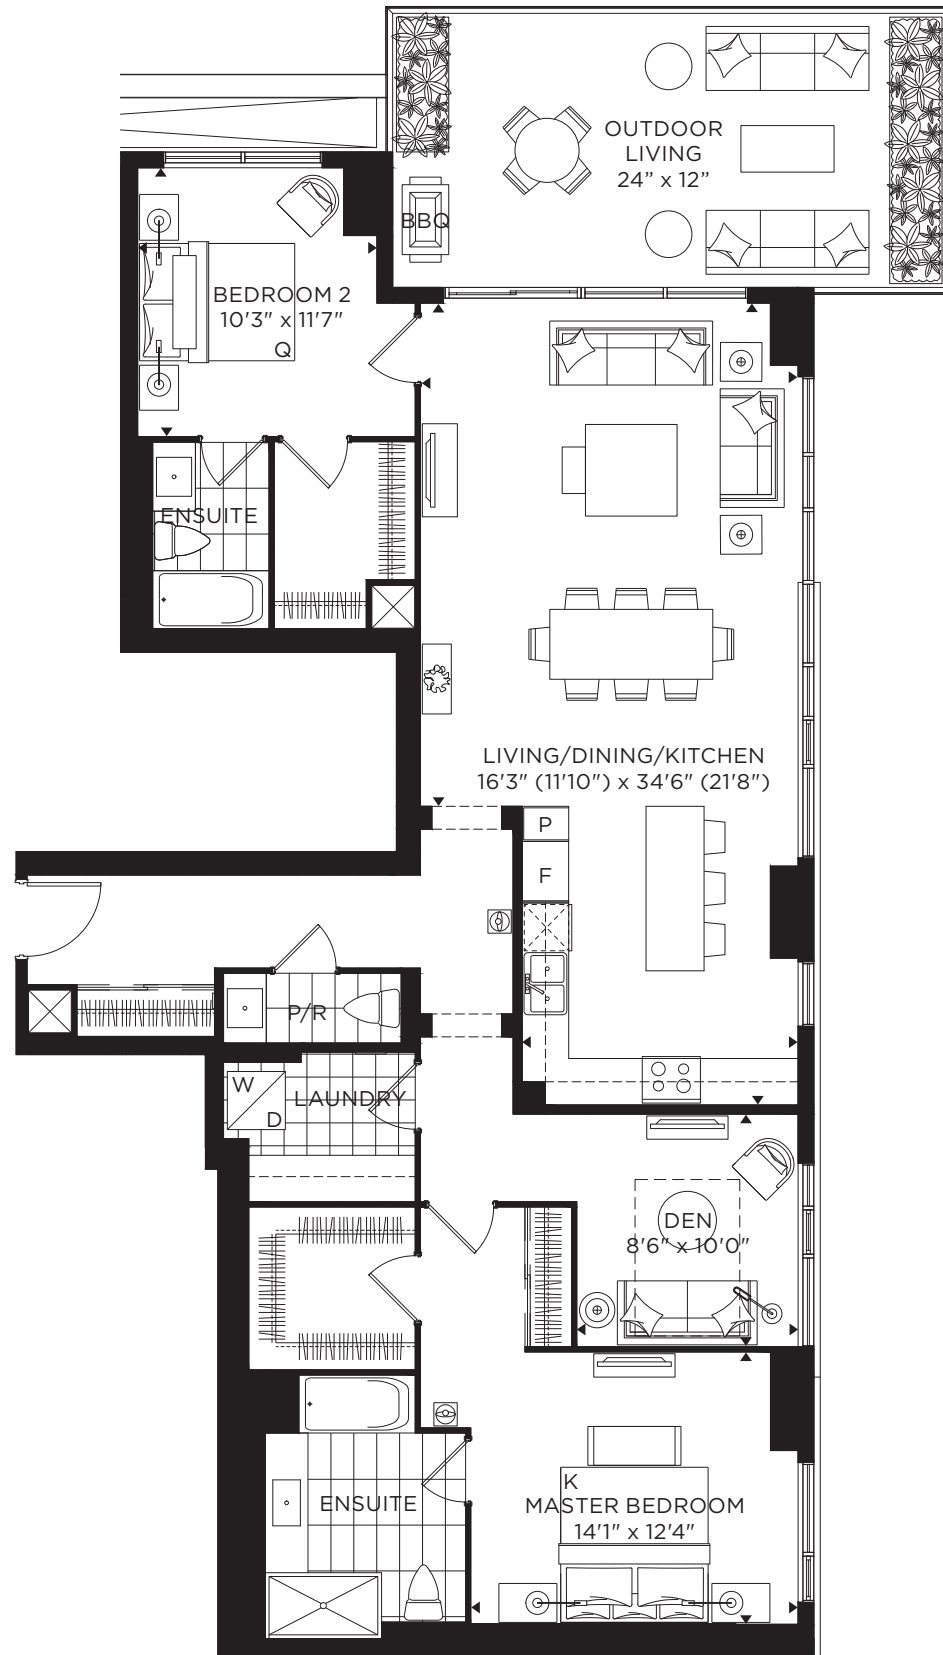 OUTDOOR
LIVING
24” x 12”
BBQ
BEDROOM 2
10'3" x 11'7"
Q
ENSUITE
LIVING/DINING/KITCHEN
16'3" (11'10") x 34'6" (21'8")
P
F
P/R
W
D
LAUNDRY
DEN
8'6" x 10'0"
K
MASTER BEDROOM
14'1" x 12'4"
ENSUITE